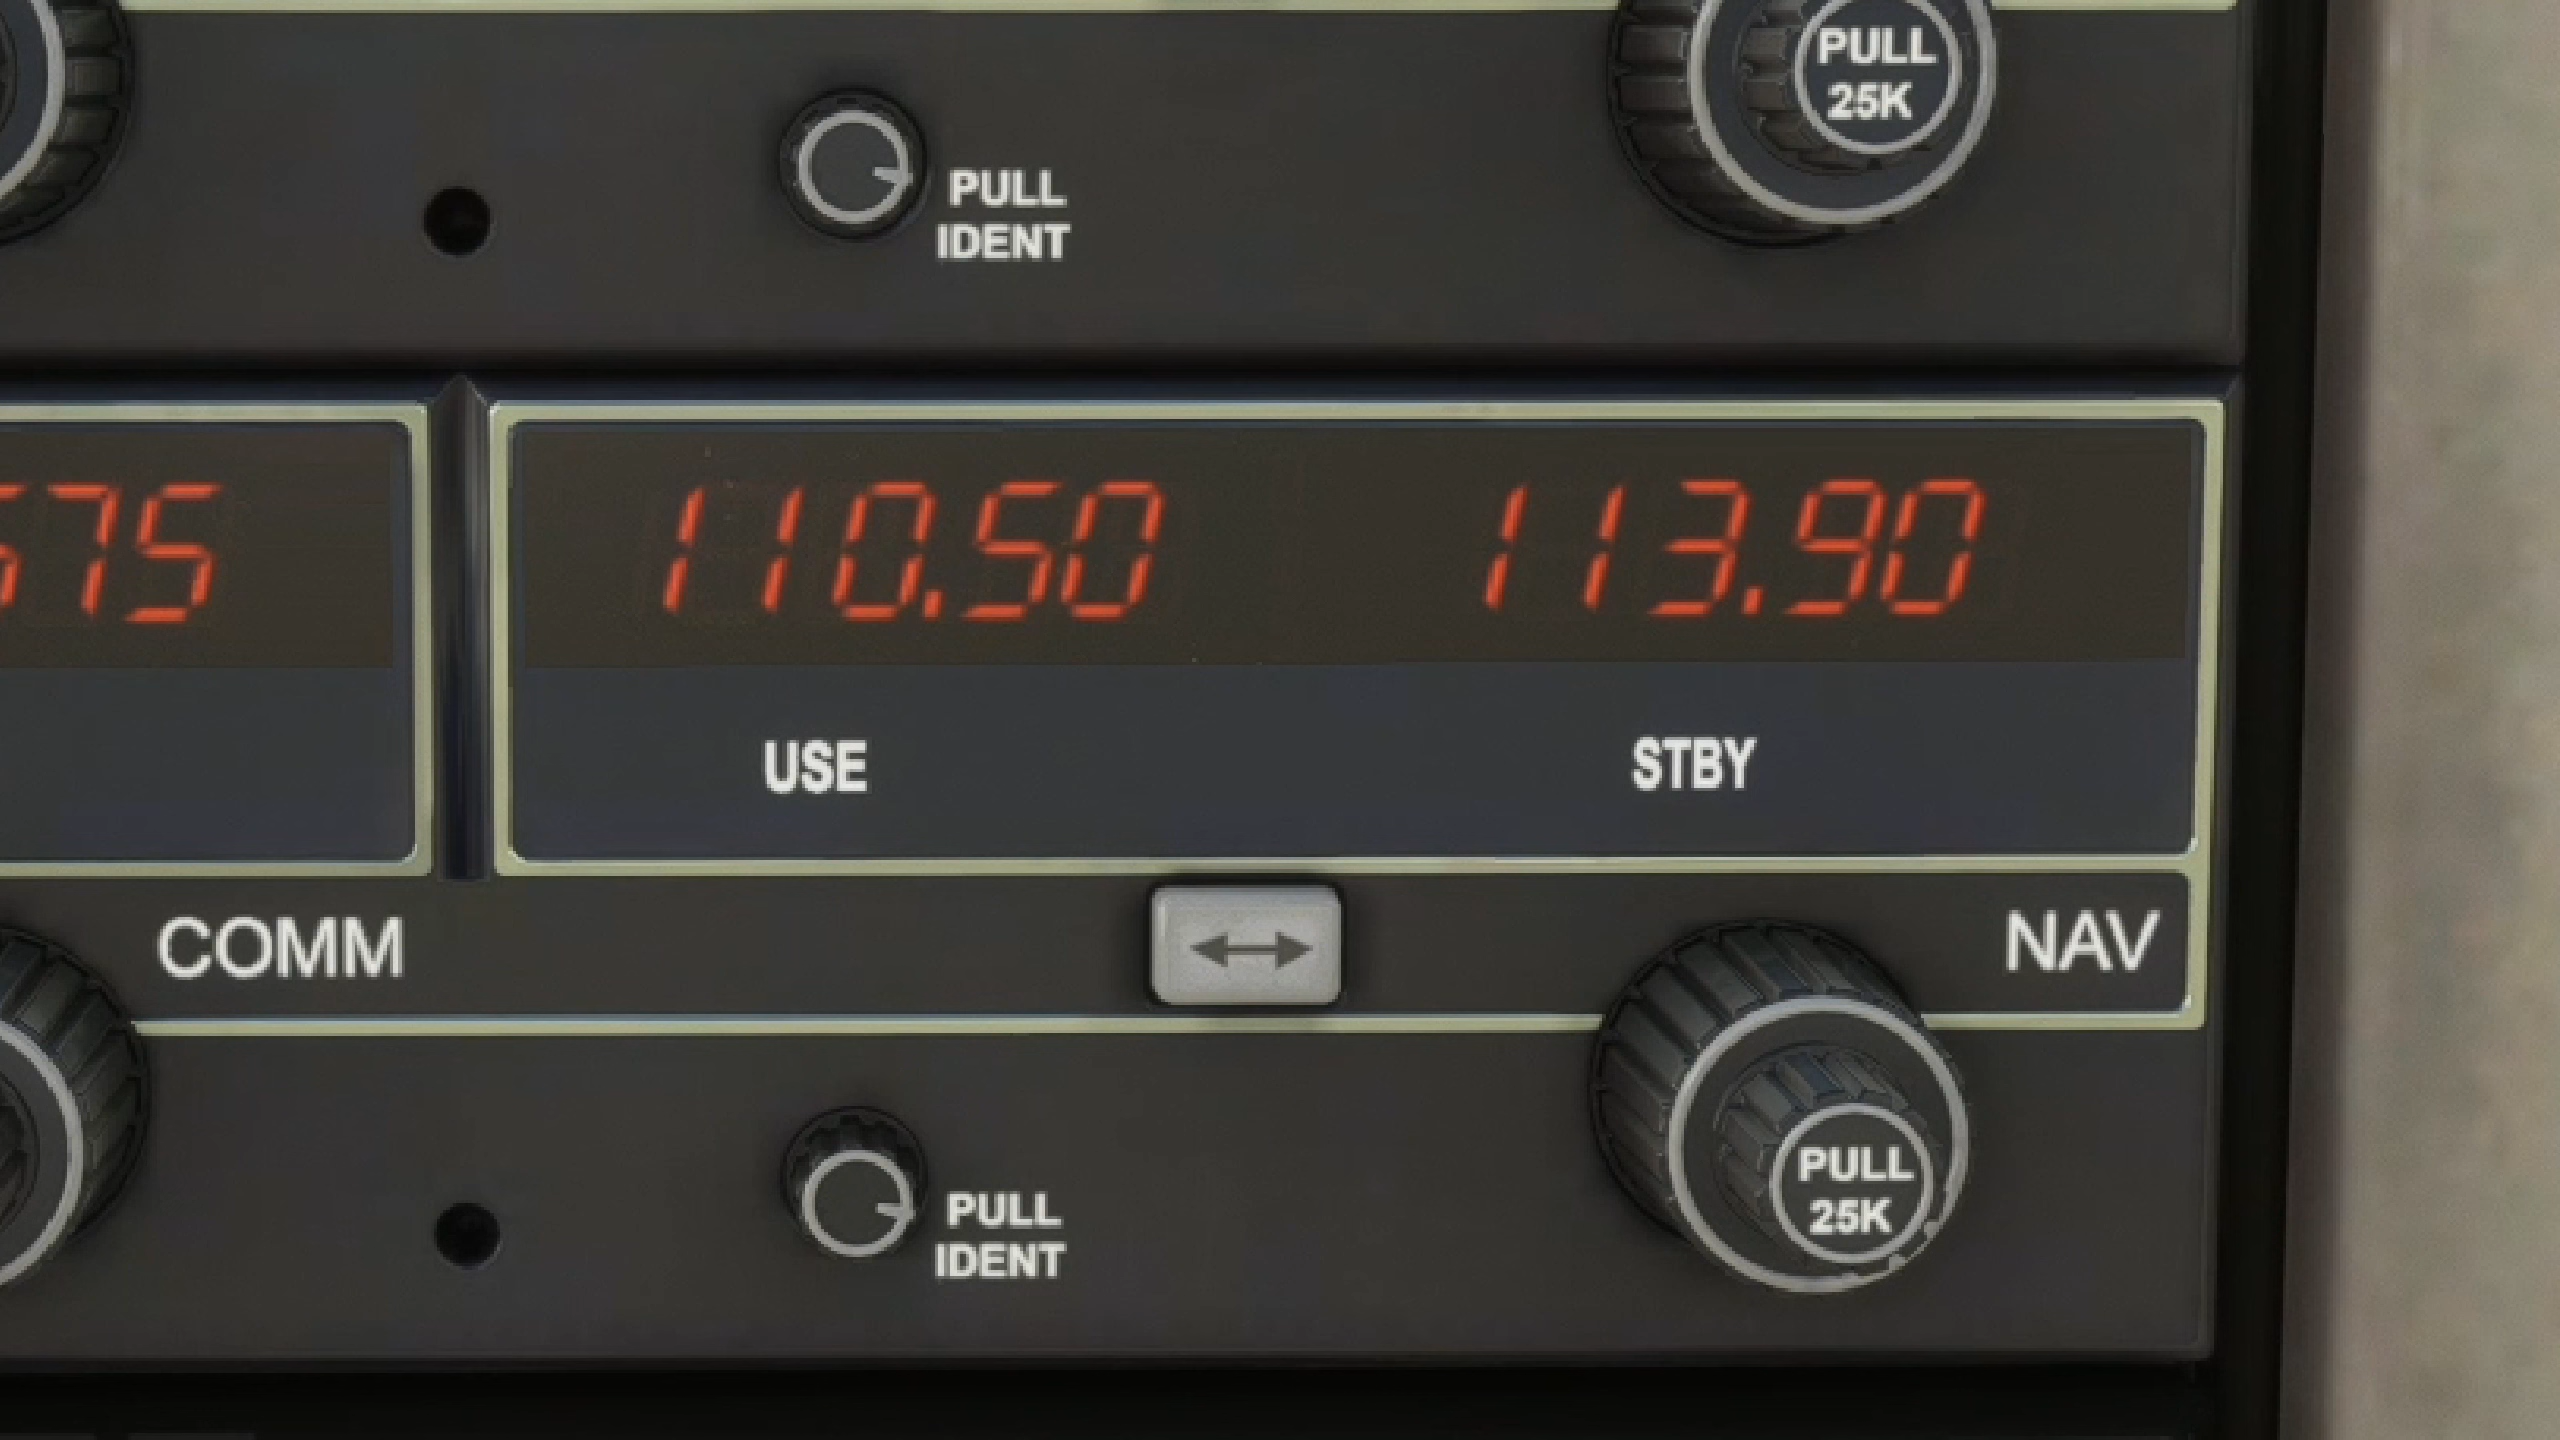 PULL
25K
PULL
IDENT
575 110.50 113.90
USE STBY
COMM NAV
PULL
25K
PULL
IDENT